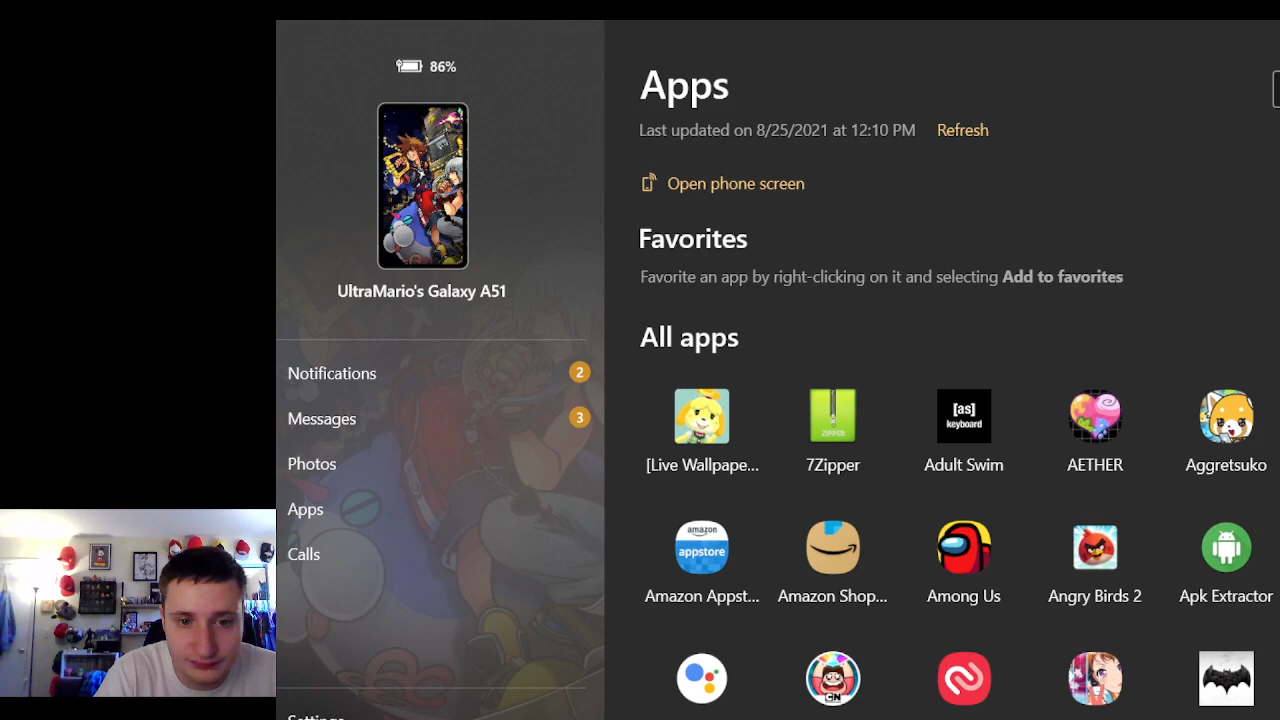 86%
UltraMario's Galaxy A51
Notifications 2
Messages 3
Photos
Apps
Calls
Settings
Apps
Last updated on 8/25/2021 at 12:10 PM Refresh
Open phone screen
Favorites
Favorite an app by right-clicking on it and selecting Add to favorites
All apps
ZIPPER
[as]
keyboard
[Live Wallpape... 7Zipper Adult Swim AETHER Aggretsuko
amazon
appstore
Amazon Appst... Amazon Shop... Among Us Angry Birds 2 Apk Extractor
CN